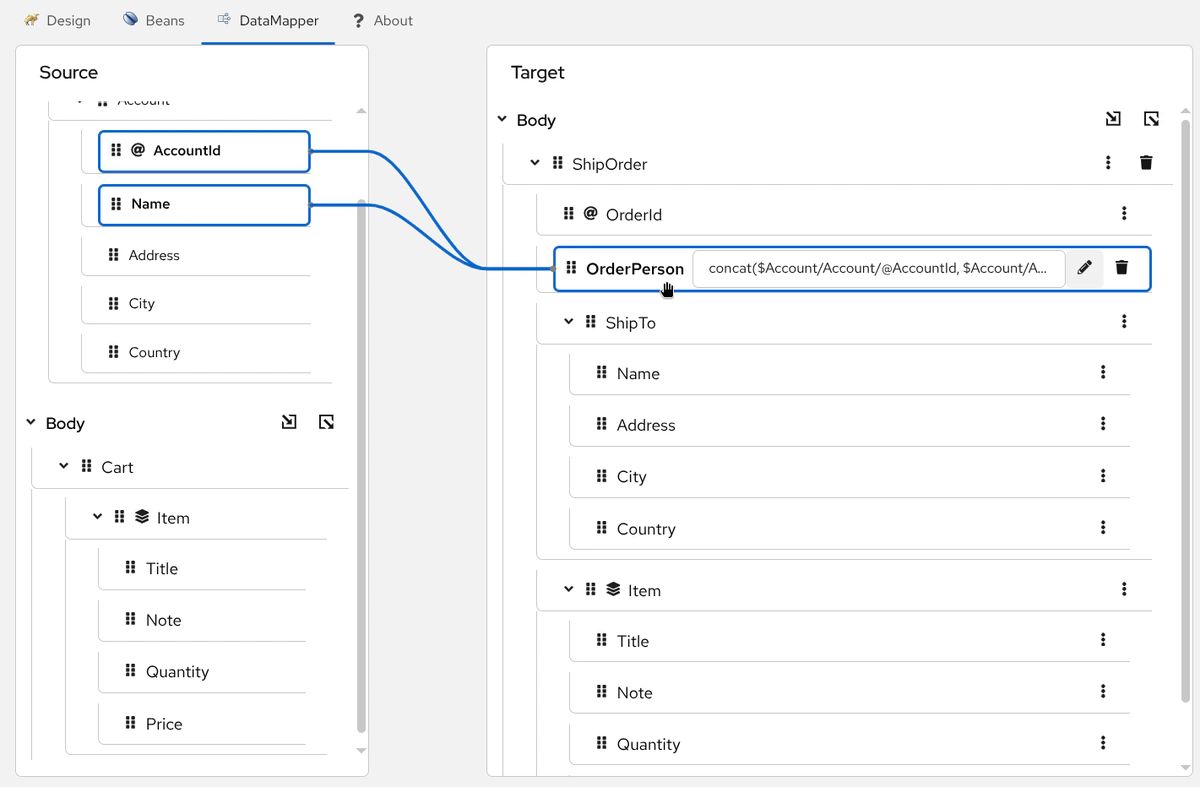 Design
Beans
DataMapper
? About
Source
Account
@ AccountId
Name
Address
City
Country
Body
Cart
Item
Title
Note
Quantity
Price
Target
Body
ShipOrder
@ OrderId
OrderPerson concat($Account/Account/@AccountId, $Account/A...
ShipTo
Name
Address
City
Country
Item
Title
Note
Quantity